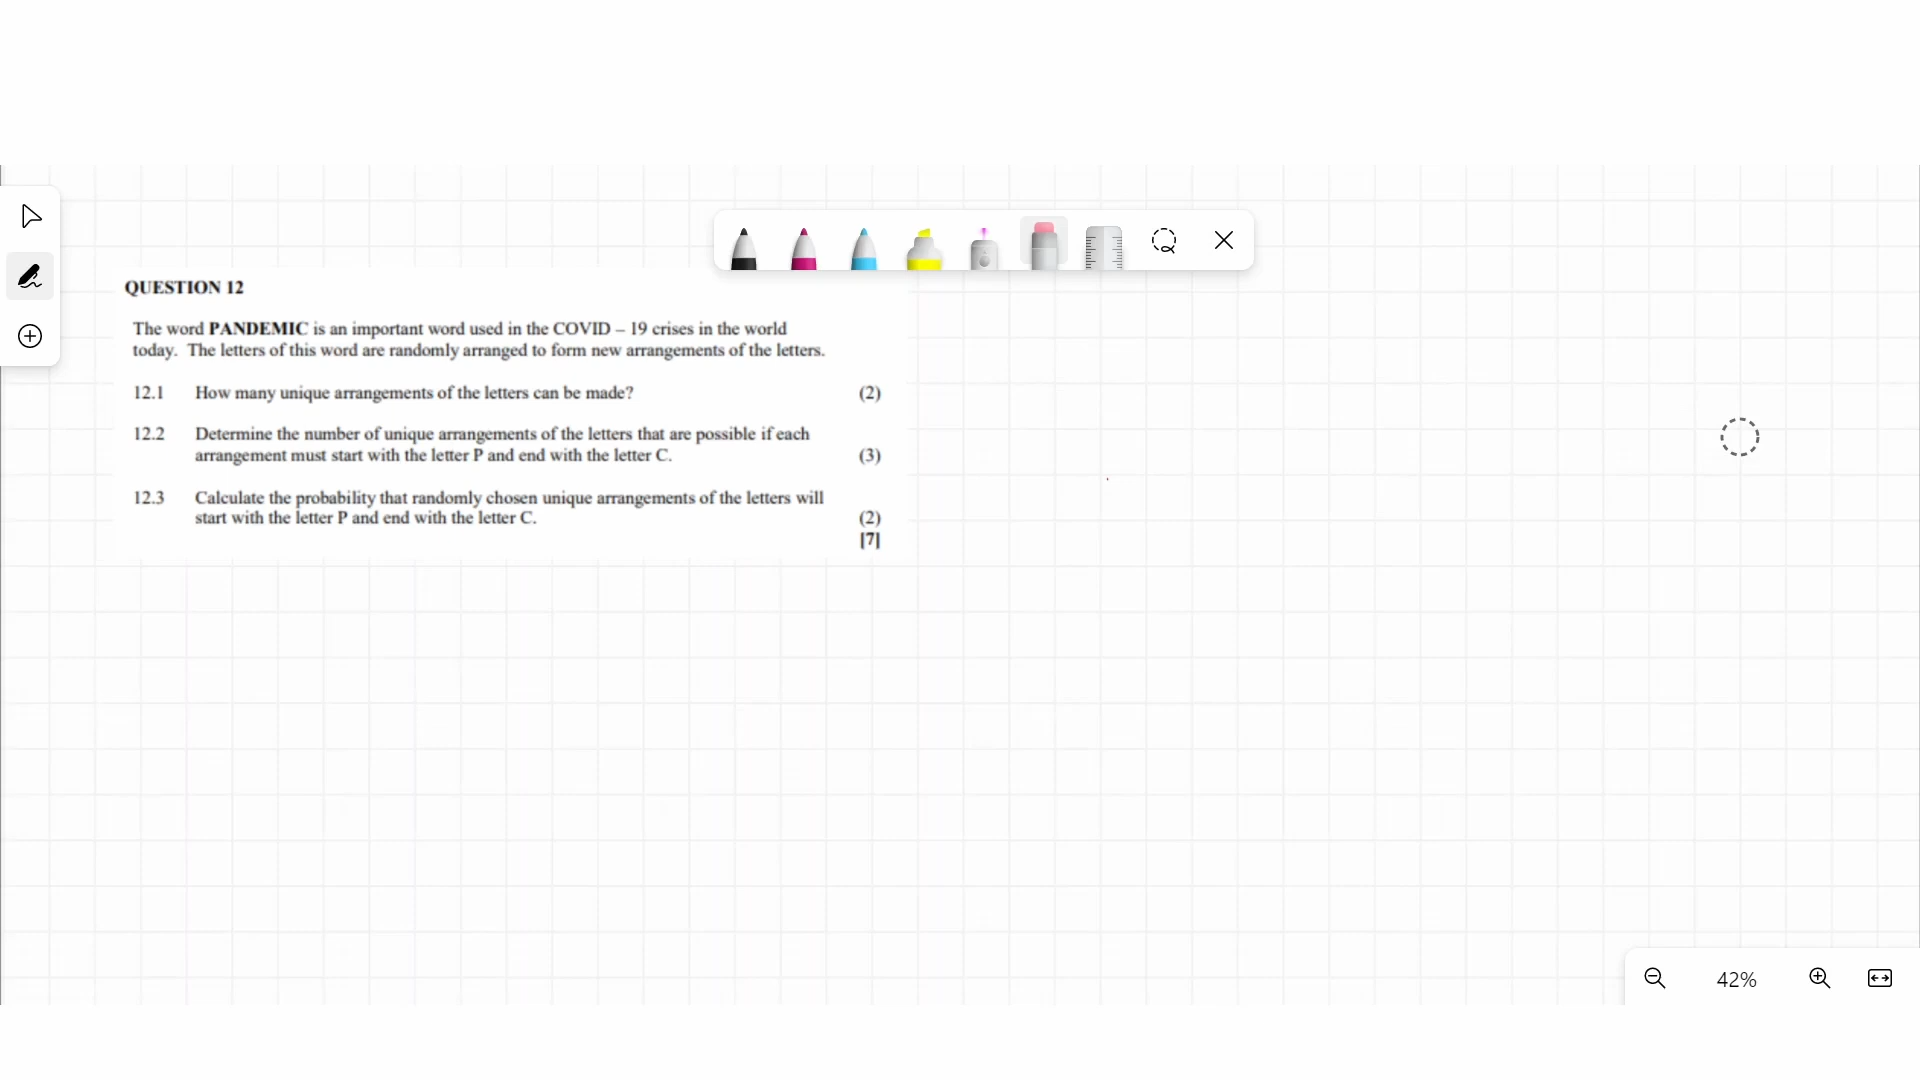 QUESTION 12
The word PANDEMIC is an important word used in the COVID – 19 crises in the world
today. The letters of this word are randomly arranged to form new arrangements of the letters.
12.1 How many unique arrangements of the letters can be made? (2)
12.2 Determine the number of unique arrangements of the letters that are possible if each
arrangement must start with the letter P and end with the letter C. (3)
12.3 Calculate the probability that randomly chosen unique arrangements of the letters will
start with the letter P and end with the letter C. (2)
[7]
42%